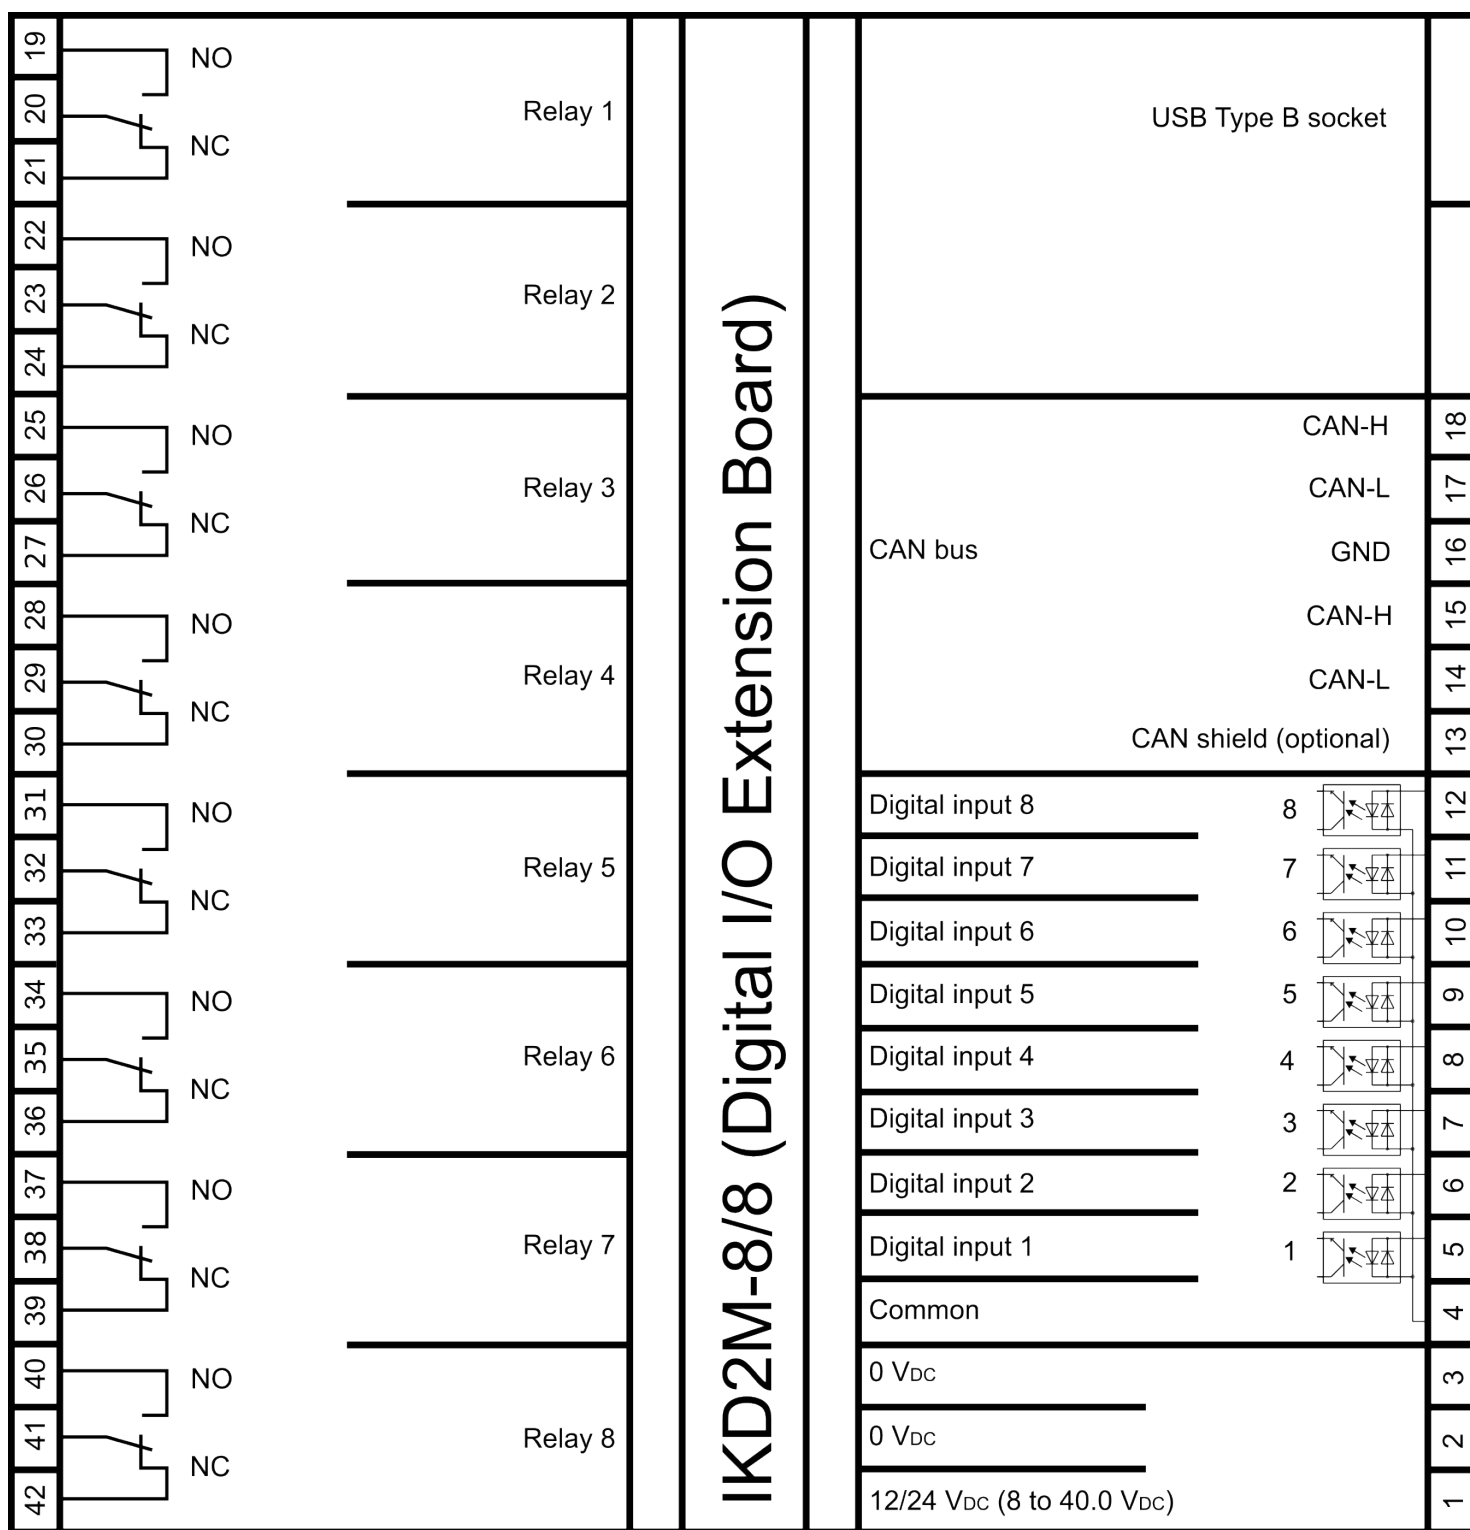 19
NO
20
Relay 1
NC
21
22
NO
23
Relay 2
NC
24
25
NO
26
Relay 3
NC
27
28
NO
29
Relay 4
NC
30
31
NO
32
Relay 5
NC
33
34
NO
35
Relay 6
NC
36
37
NO
38
Relay 7
NC
39
40
NO
41
Relay 8
NC
42
IKD2M-8/8 (Digital I/O Extension Board)
USB Type B socket
CAN bus
CAN-H 18
CAN-L 17
GND 16
CAN-H 15
CAN-L 14
CAN shield (optional) 13
Digital input 8 8 12
Digital input 7 7 11
Digital input 6 6 10
Digital input 5 5 9
Digital input 4 4 8
Digital input 3 3 7
Digital input 2 2 6
Digital input 1 1 5
Common 4
0 VDC 3
0 VDC 2
12/24 VDC (8 to 40.0 VDC) 1